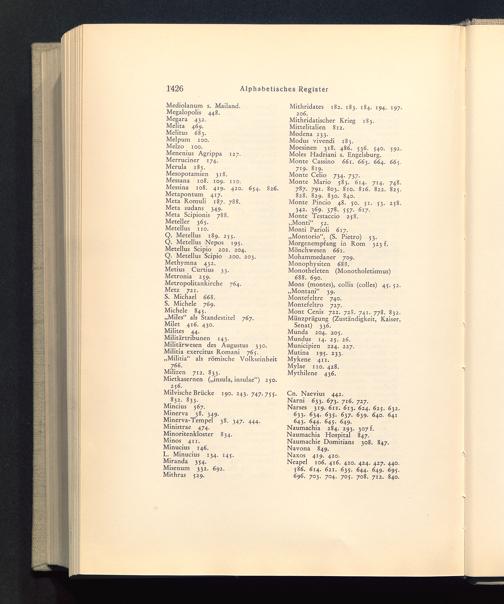 1426 Alphabetisches Register
Mediolanum s. Mailand.
Megalopolis 448.
Megara 432.
Melita 469.
Melitus 683.
Melpum 100.
Melzo 100.
Menenius Agrippa 127.
Merruciner 174.
Merula 185.
Mesopotamien 318.
Messana 108. 109. 110.
Messina 108. 419. 420. 654. 826.
Metapontum 417.
Meta Romuli 187. 788.
Meta sudans 349.
Meta Scipionis 788.
Meteller 365.
Metellus 110.
Q. Metellus 189. 255.
Q. Metellus Nepos 195.
Metellus Scipio 201. 204.
Q. Metellus Scipio 200. 203.
Methymna 432.
Metius Curtius 33.
Metronia 259.
Metropolitankirche 764.
Metz 721.
S. Michael 668.
S. Michele 769.
Michele 845.
„Miles“ als Standestitel 767.
Milet 416. 430.
Milites 44.
Militärtribunen 143.
Militärwesen des Augustus 330.
Militia exercitus Romani 765.
„Militia“ als römische Volkseinheit
766.
Milizen 712. 833.
Mietkasernen („insula, insulae“) 250.
256.
Milvische Brücke 190. 243. 747. 755.
832. 835.
Mincius 567.
Minerva 38. 349.
Minerva-Tempel 38. 347. 444.
Ministrae 474.
Minoritenkloster 834.
Minos 411.
Minucius 146.
L. Minucius 134. 145.
Miranda 354.
Misenum 332. 692.
Mithras 529.
Mithridates 182. 183. 184. 194. 197.
206.
Mithridatischer Krieg 183.
Mittelitalien 812.
Modena 233.
Modus vivendi 183.
Moesinen 318. 486. 536. 540. 592.
Moles Hadriani s. Engelsburg.
Monte Cassino 661. 663. 664. 665.
719. 819.
Monte Celio 734. 737.
Monte Mario 583. 614. 714. 748.
787. 791. 803. 810. 816. 822. 825.
828. 829. 830. 840.
Monte Pincio 48. 50. 51. 53. 258.
342. 369. 378. 557. 617.
Monte Testaccio 258.
„Monti“ 52.
Monti Parioli 617.
„Montorio“, (S. Pietro) 53.
Morgenempfang in Rom 323 f.
Mönchswesen 661.
Mohammedaner 709.
Monophysiten 688.
Monotheleten (Monotholetismus)
688. 690.
Mons (montes), collis (colles) 45. 52.
„Montani“ 39.
Montefeltre 740.
Montefeltro 727.
Mont Cenis 722. 728. 741. 778. 832.
Münzprägung (Zuständigkeit, Kaiser,
Senat) 336.
Munda 204. 205.
Mundus 14. 25. 26.
Municipien 224. 227.
Mutina 195. 233.
Mykene 411.
Mylae 110. 428.
Mythilene 436.
Cn. Naevius 442.
Narni 653. 673. 716. 727.
Narses 319. 611. 613. 624. 625. 632.
633. 634. 635. 637. 639. 640. 641
643. 644. 645. 649.
Naumachia 284. 293. 307 f.
Naumachia Hospital 847.
Naumachie Domitians 308. 847.
Navona 849.
Naxos 419. 420.
Neapel 106. 416. 420. 424. 427. 440.
586. 614. 621. 635. 644. 649. 695.
696. 703. 704. 705. 708. 712. 840.